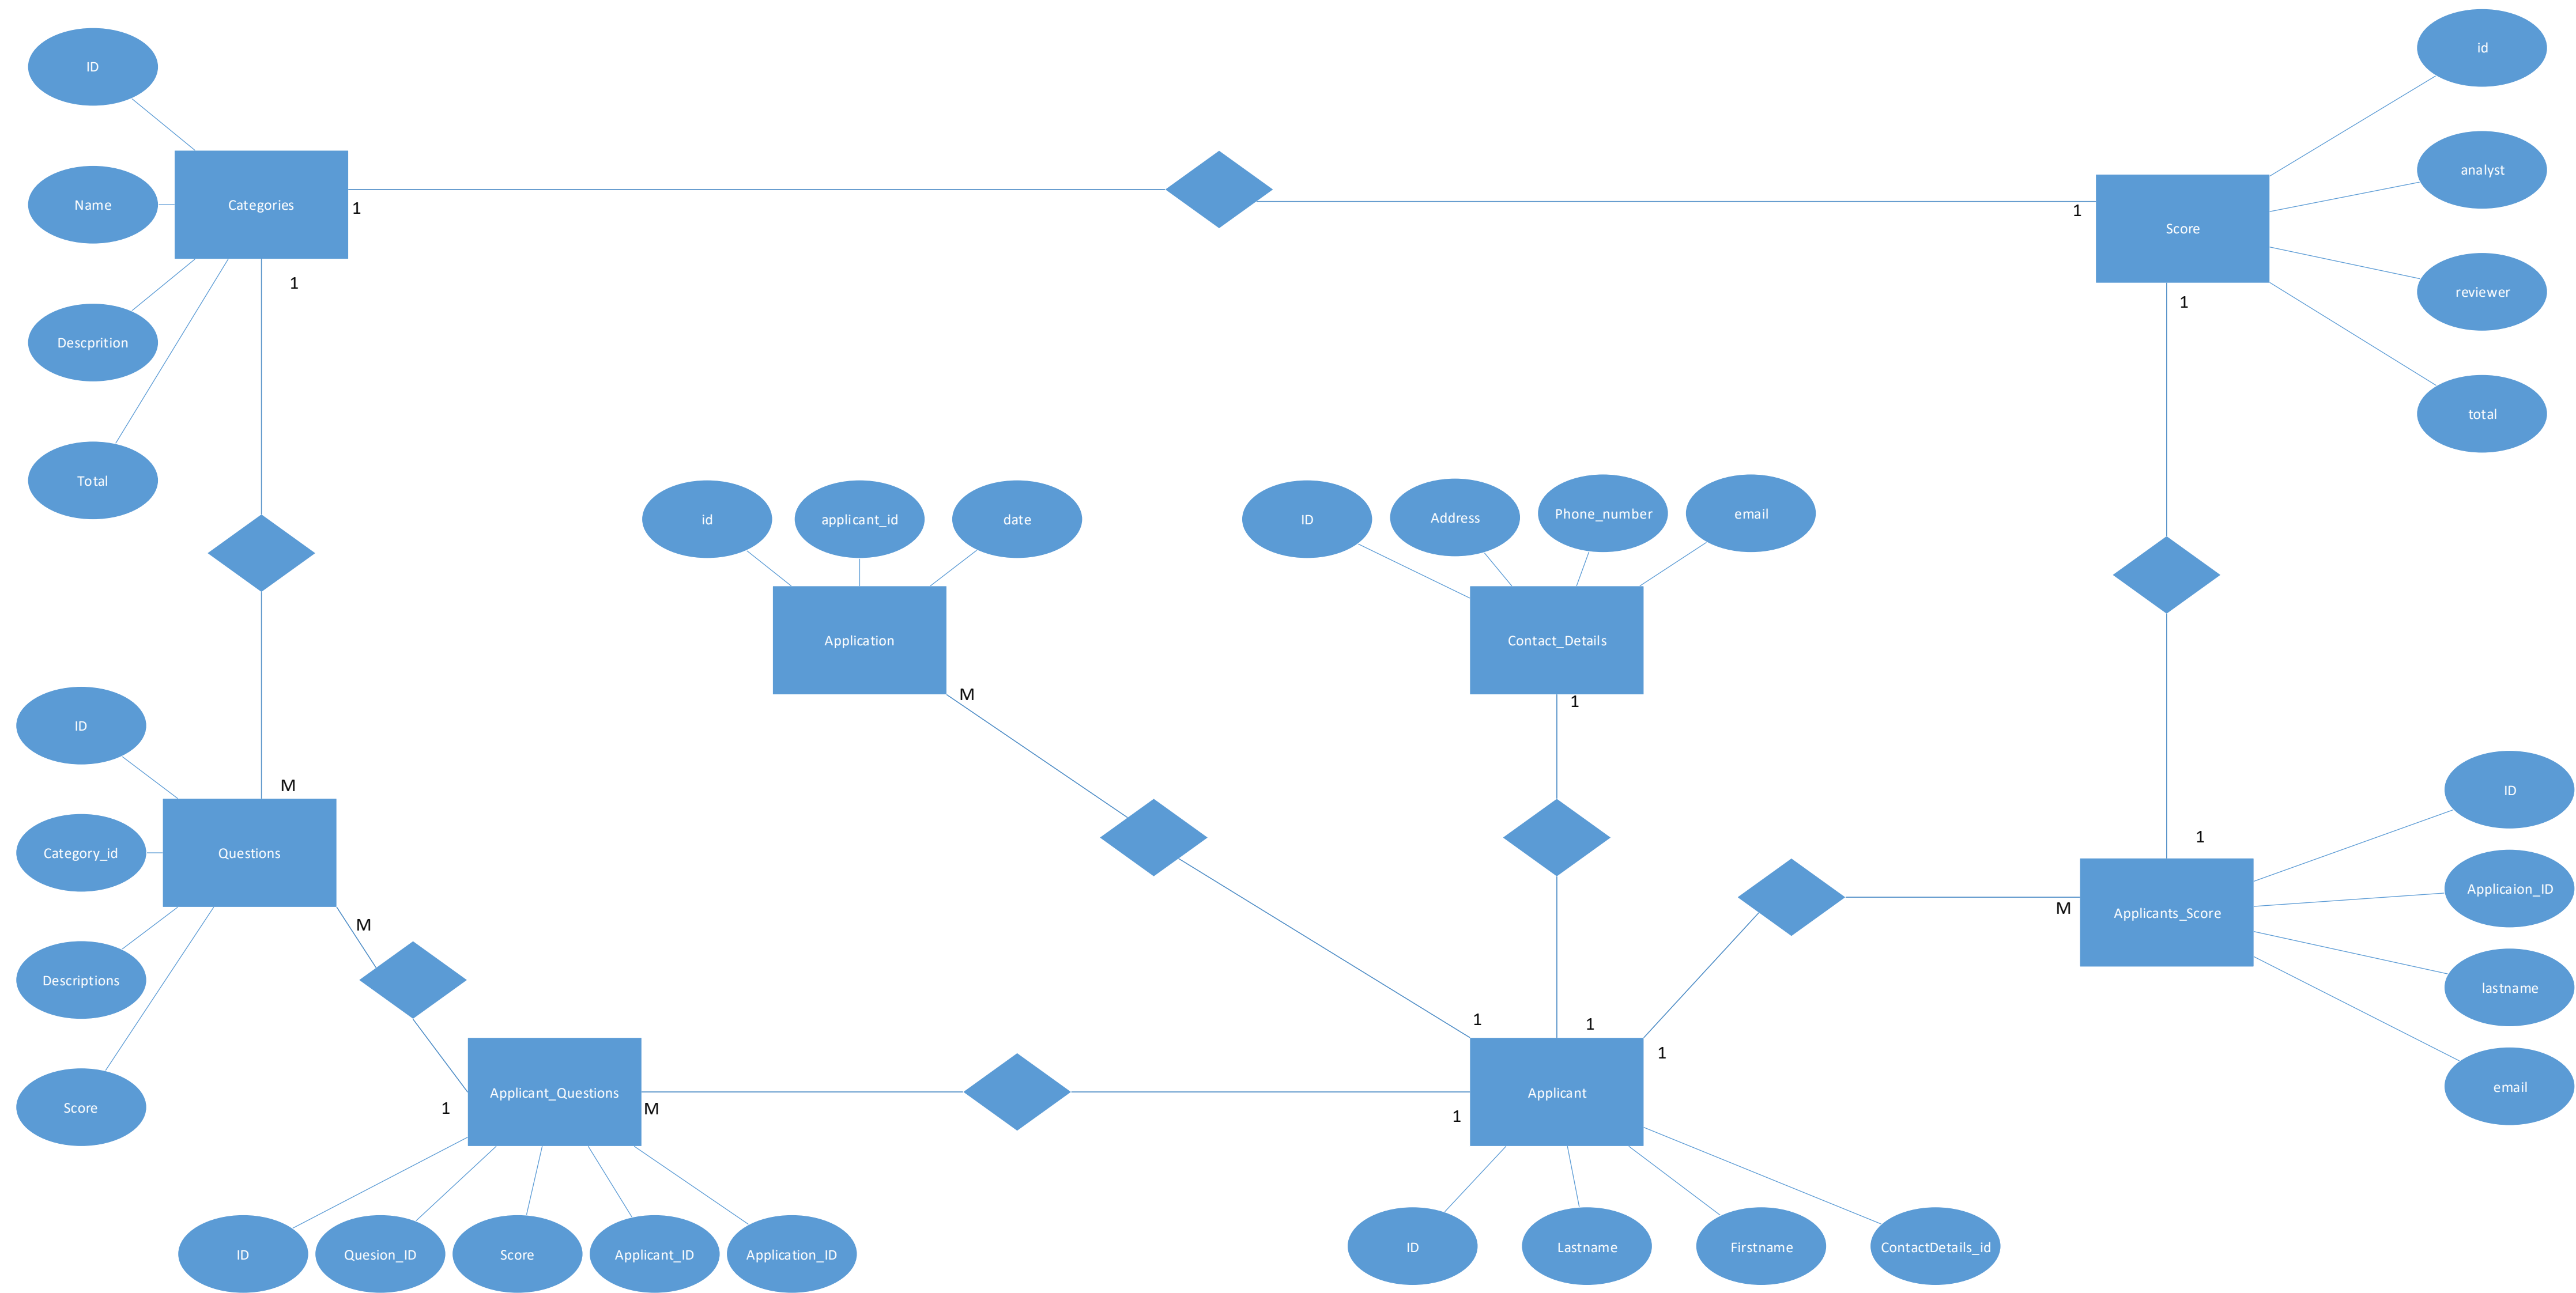 ID
id
analyst
Name
Categories
1
1
Score
1
1
reviewer
Descprition
total
Total
id
applicant_id
date
ID
Address
Phone_number
email
Application
Contact_Details
M
1
ID
M
ID
1
Category_id
Questions
Applicaion_ID
M
M
Applicants_Score
Descriptions
lastname
1
1
1
Applicant_Questions
Applicant
email
Score
1
M
1
ID
Quesion_ID
Score
Applicant_ID
Application_ID
ID
Lastname
Firstname
ContactDetails_id